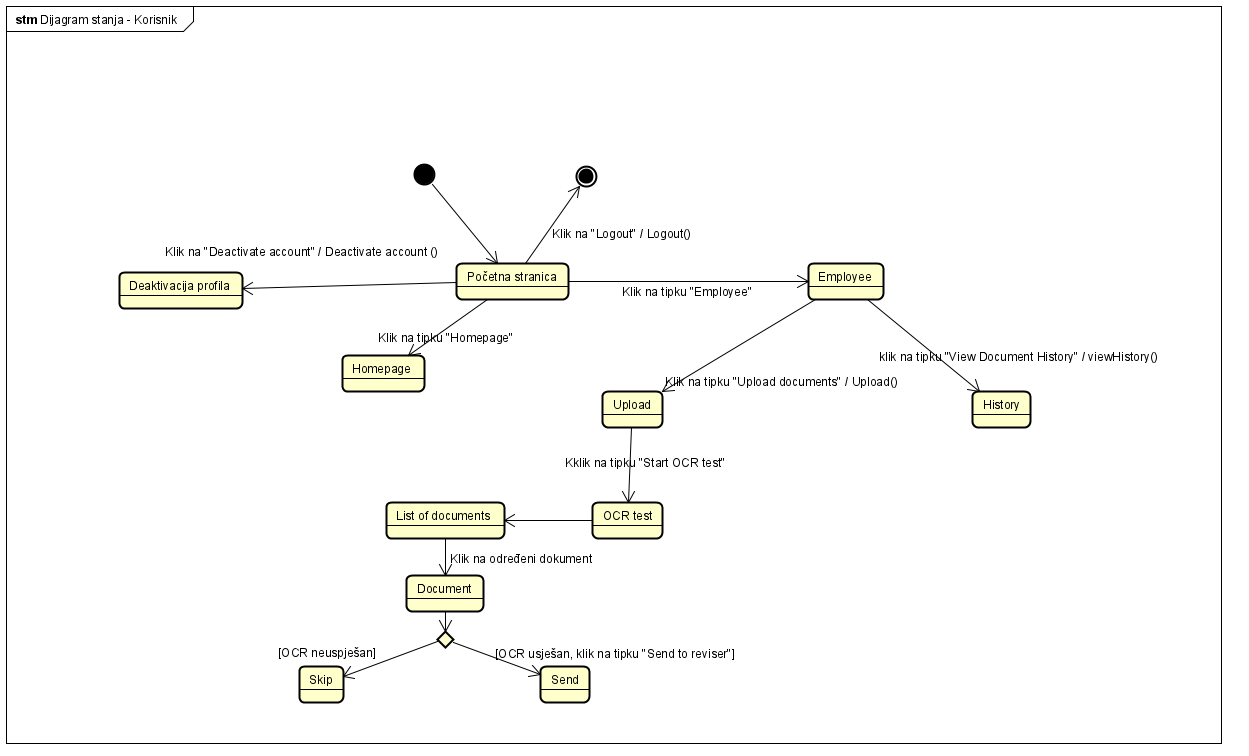 stm Dijagram stanja - Korisnik
Klik na "Logout" / Logout()
Klik na "Deactivate account" / Deactivate account ()
Deaktivacija profila
Početna stranica
Employee
Klik na tipku "Employee"
Klik na tipku "Homepage"
Homepage
klik na tipku "View Document History" / viewHistory()
Klik na tipku "Upload documents" / Upload()
Upload
History
Kklik na tipku "Start OCR test"
List of documents
OCR test
Klik na određeni dokument
Document
[OCR neuspješan]
[OCR usješan, klik na tipku "Send to reviser"]
Skip
Send